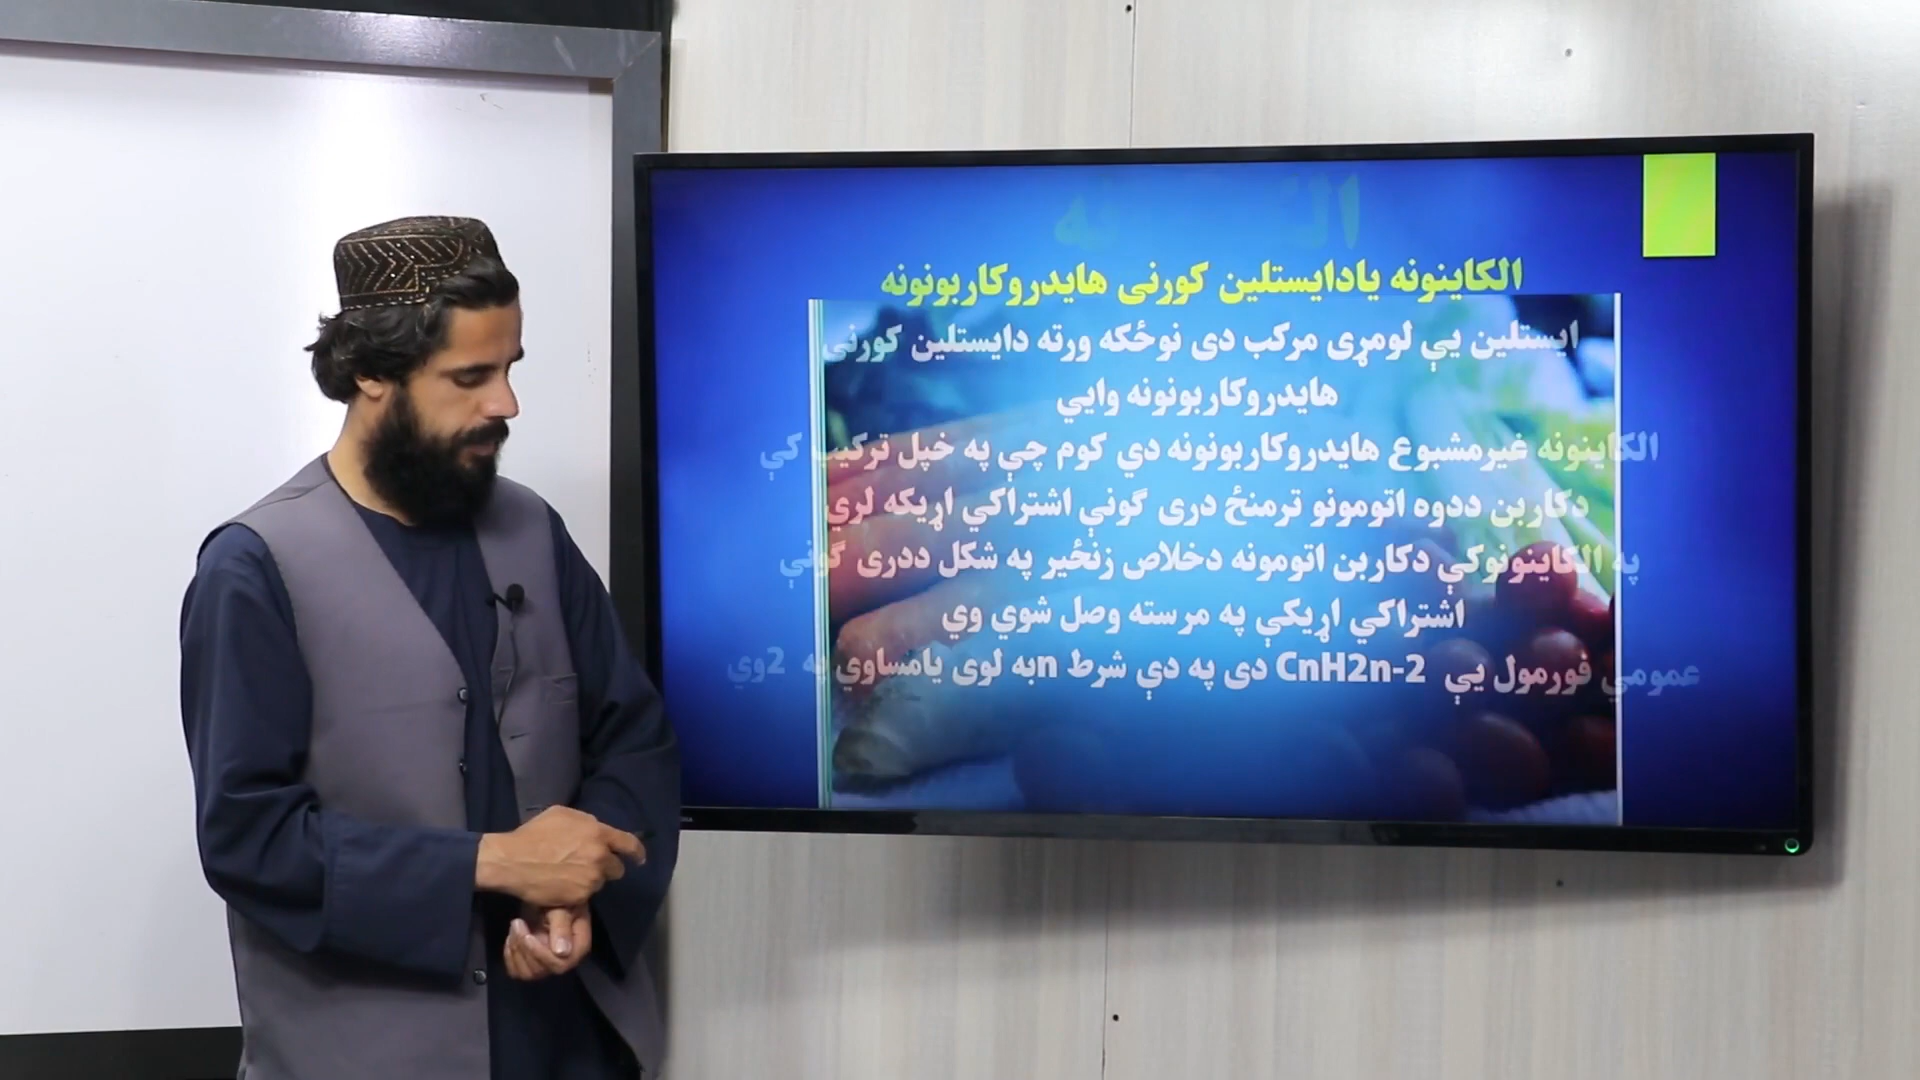 الکاینونه یادایستلین کورنی هایدروکاربونونه
ایستلین یې لومړی مرکب دی نوځکه ورته دایستلین کورنی
هایدروکاربونونه وايي
الکاینونه غیرمشبوع هایدروکاربونونه دي کوم چې په خپل ترکیب کې
دکاربن ددوه اتومونو ترمنځ دری ګونې اشتراکي اړیکه لري
په الکاینونوکې دکاربن اتومونه دخلاص زنځیر په شکل ددری ګونې
اشتراکي اړیکې په مرسته وصل شوي وي
عمومي فورمول یې CnH2n-2 دی په دې شرط nبه لوی یامساوي په 2وي